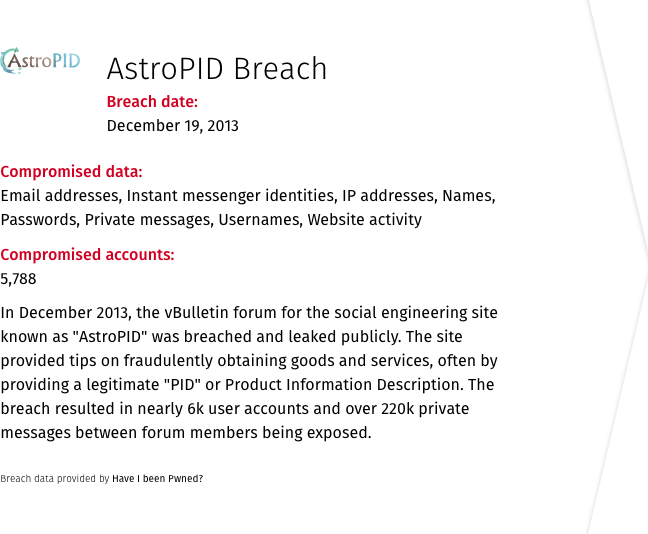 AstroPID
AstroPID Breach
Breach date:
December 19, 2013
Compromised data:
Email addresses, Instant messenger identities, IP addresses, Names,
Passwords, Private messages, Usernames, Website activity
Compromised accounts:
5,788
In December 2013, the vBulletin forum for the social engineering site
known as "AstroPID" was breached and leaked publicly. The site
provided tips on fraudulently obtaining goods and services, often by
providing a legitimate "PID" or Product Information Description. The
breach resulted in nearly 6k user accounts and over 220k private
messages between forum members being exposed.
Breach data provided by Have I been Pwned?